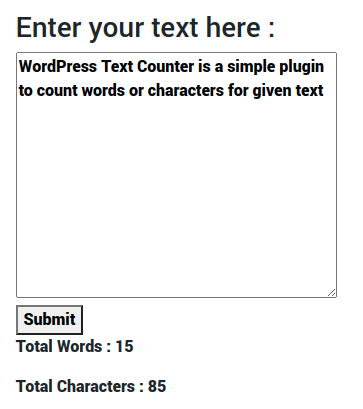 Enter your text here :
WordPress Text Counter is a simple plugin
to count words or characters for given text
Submit
Total Words : 15
Total Characters : 85